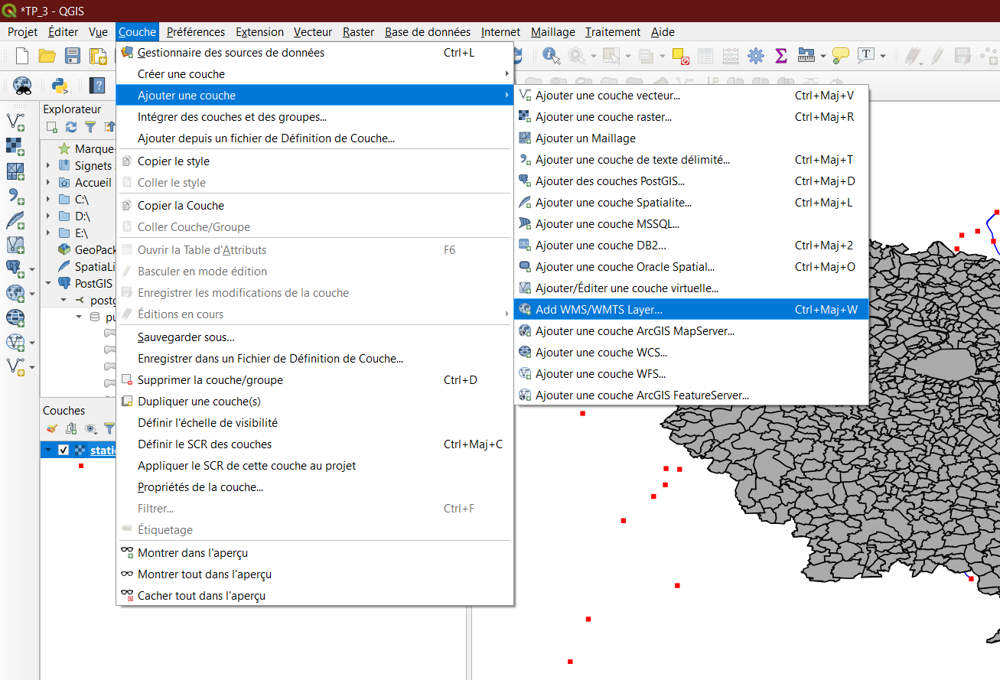 *TP_3 - QGIS
Projet Éditer Vue Couche Préférences Extension Vecteur Raster Base de données Internet Maillage Traitement Aide
Gestionnaire des sources de données Ctrl+L
Créer une couche
Ajouter une couche
Intégrer des couches et des groupes...
Ajouter depuis un fichier de Définition de Couche...
Copier le style
Coller le style
Copier la Couche
Coller Couche/Groupe
Ouvrir la Table d'Attributs F6
Basculer en mode édition
Enregistrer les modifications de la couche
Éditions en cours
Sauvegarder sous...
Enregistrer dans un Fichier de Définition de Couche...
Supprimer la couche/groupe Ctrl+D
Dupliquer une couche(s)
Définir l'échelle de visibilité
Définir le SCR des couches Ctrl+Maj+C
Appliquer le SCR de cette couche au projet
Propriétés de la couche...
Filtrer... Ctrl+F
Étiquetage
Montrer dans l'aperçu
Montrer tout dans l'aperçu
Cacher tout dans l'aperçu
Ajouter une couche vecteur... Ctrl+Maj+V
Ajouter une couche raster... Ctrl+Maj+R
Ajouter un Maillage
Ajouter une couche de texte délimité... Ctrl+Maj+T
Ajouter des couches PostGIS... Ctrl+Maj+D
Ajouter une couche Spatialite... Ctrl+Maj+L
Ajouter une couche MSSQL...
Ajouter une couche DB2... Ctrl+Maj+2
Ajouter une couche Oracle Spatial... Ctrl+Maj+O
Ajouter/Éditer une couche virtuelle...
Add WMS/WMTS Layer... Ctrl+Maj+W
Ajouter une couche ArcGIS MapServer...
Ajouter une couche WCS...
Ajouter une couche WFS...
Ajouter une couche ArcGIS FeatureServer...
Explorateur
Marque-
Signets
Accueil
C:\
D:\
E:\
GeoPack
SpatiaLi
PostGIS
postg
pu
Couches
static